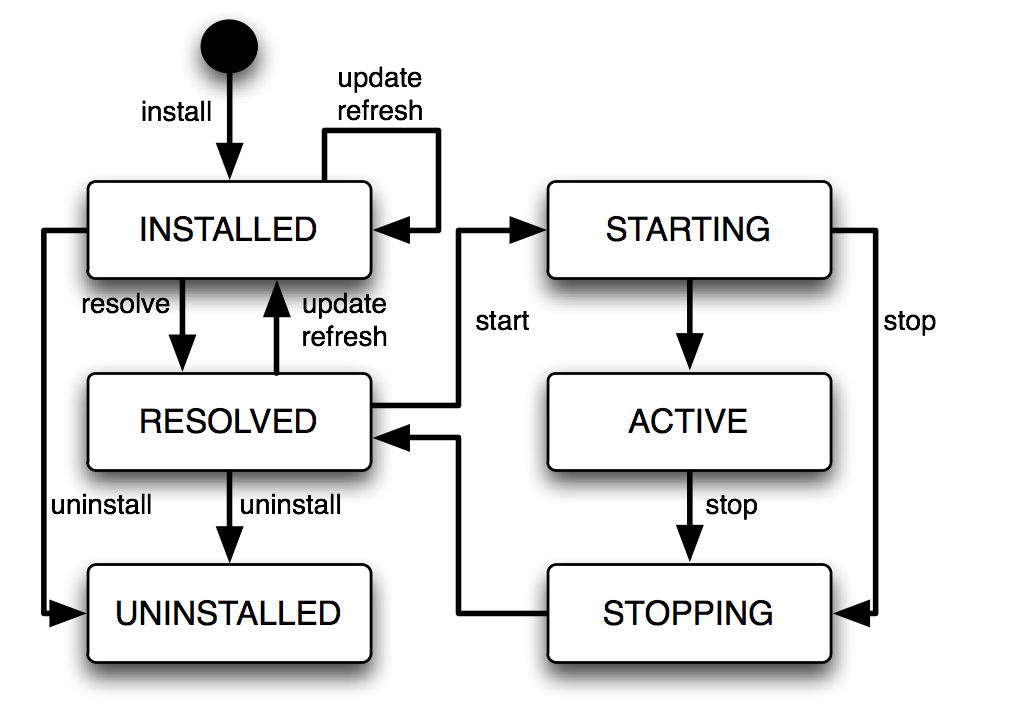 update
refresh
install
INSTALLED
STARTING
resolve
update
refresh
start
stop
RESOLVED
ACTIVE
uninstall
uninstall
stop
UNINSTALLED
STOPPING